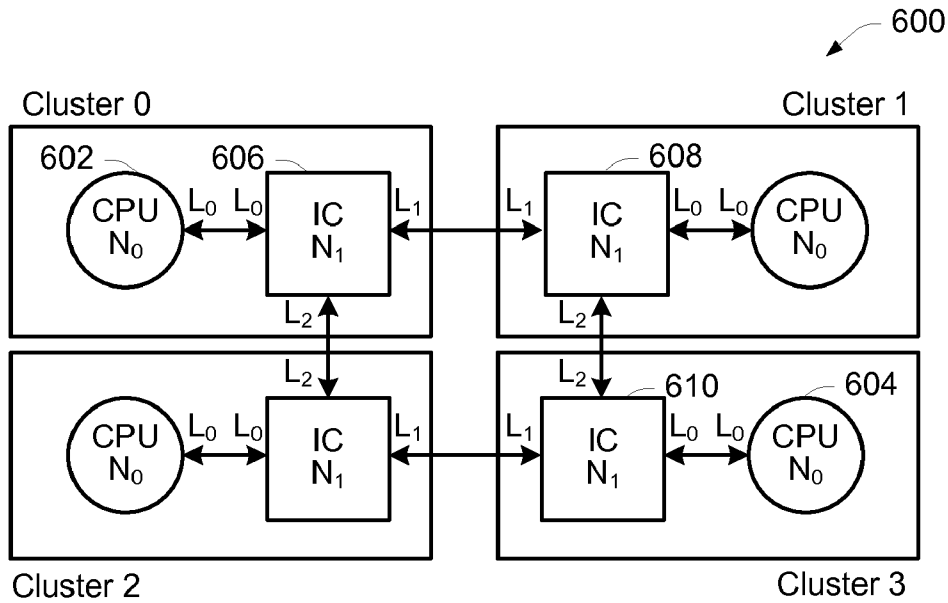 600
Cluster 0
Cluster 1
602
606
608
CPU
N₀
L₀
L₀
IC
N₁
L₁
L₁
IC
N₁
L₀
L₀
CPU
N₀
L₂
L₂
L₂
L₂
610
604
CPU
N₀
L₀
L₀
IC
N₁
L₁
L₁
IC
N₁
L₀
L₀
CPU
N₀
Cluster 2
Cluster 3